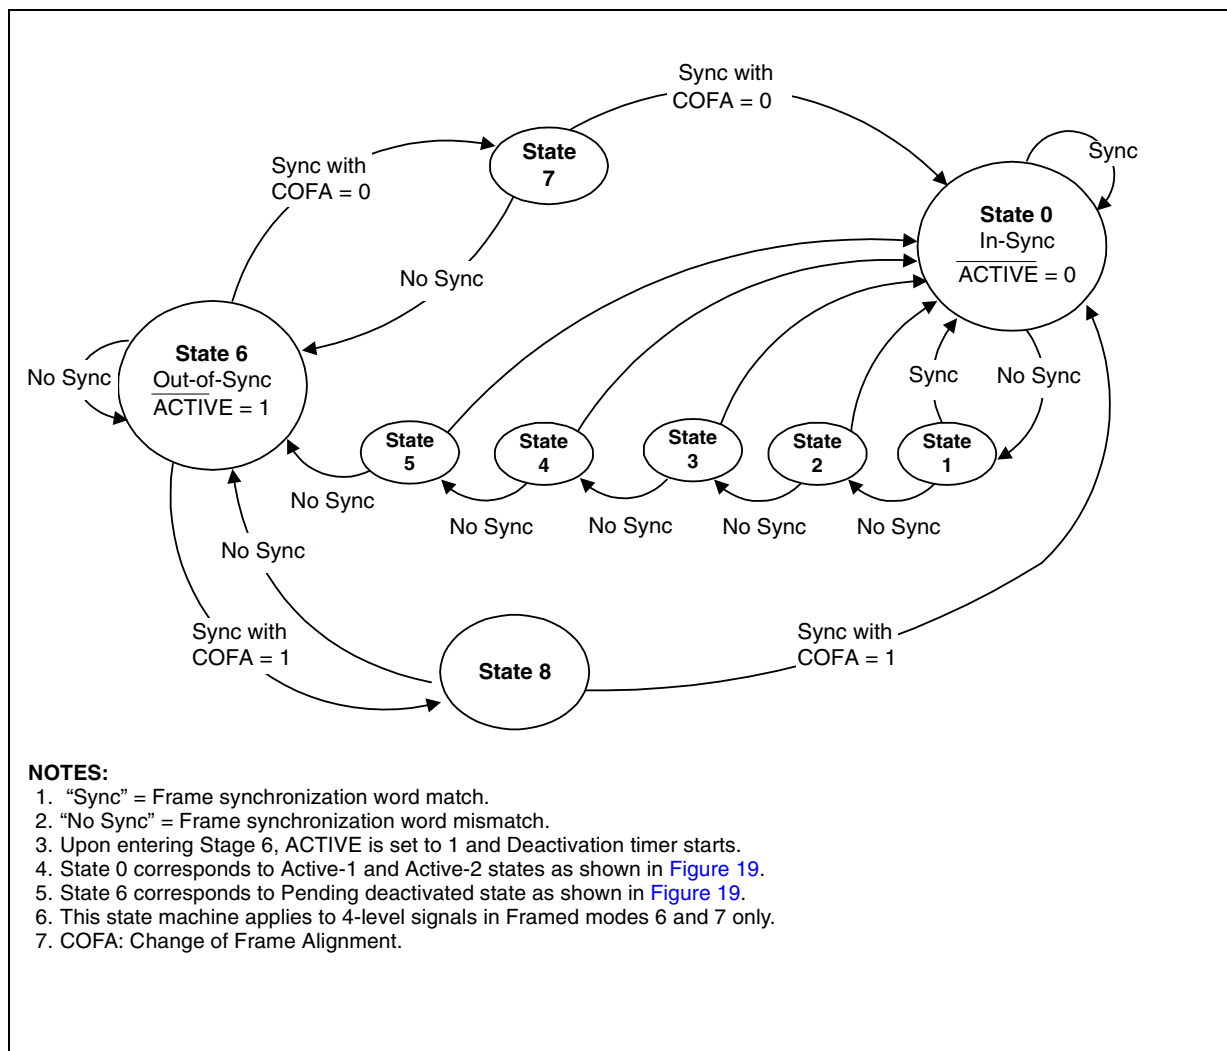 Sync with
COFA = 0
State
7
Sync with
COFA = 0
Sync
State 0
In-Sync
ACTIVE = 0
No Sync
State 6
Out-of-Sync
ACTIVE = 1
No Sync
Sync
No Sync
State
5
State
4
State
3
State
2
State
1
No Sync
No Sync
No Sync
No Sync
No Sync
No Sync
Sync with
COFA = 1
State 8
Sync with
COFA = 1
NOTES:
1. “Sync” = Frame synchronization word match.
2. “No Sync” = Frame synchronization word mismatch.
3. Upon entering Stage 6, ACTIVE is set to 1 and Deactivation timer starts.
4. State 0 corresponds to Active-1 and Active-2 states as shown in Figure 19.
5. State 6 corresponds to Pending deactivated state as shown in Figure 19.
6. This state machine applies to 4-level signals in Framed modes 6 and 7 only.
7. COFA: Change of Frame Alignment.